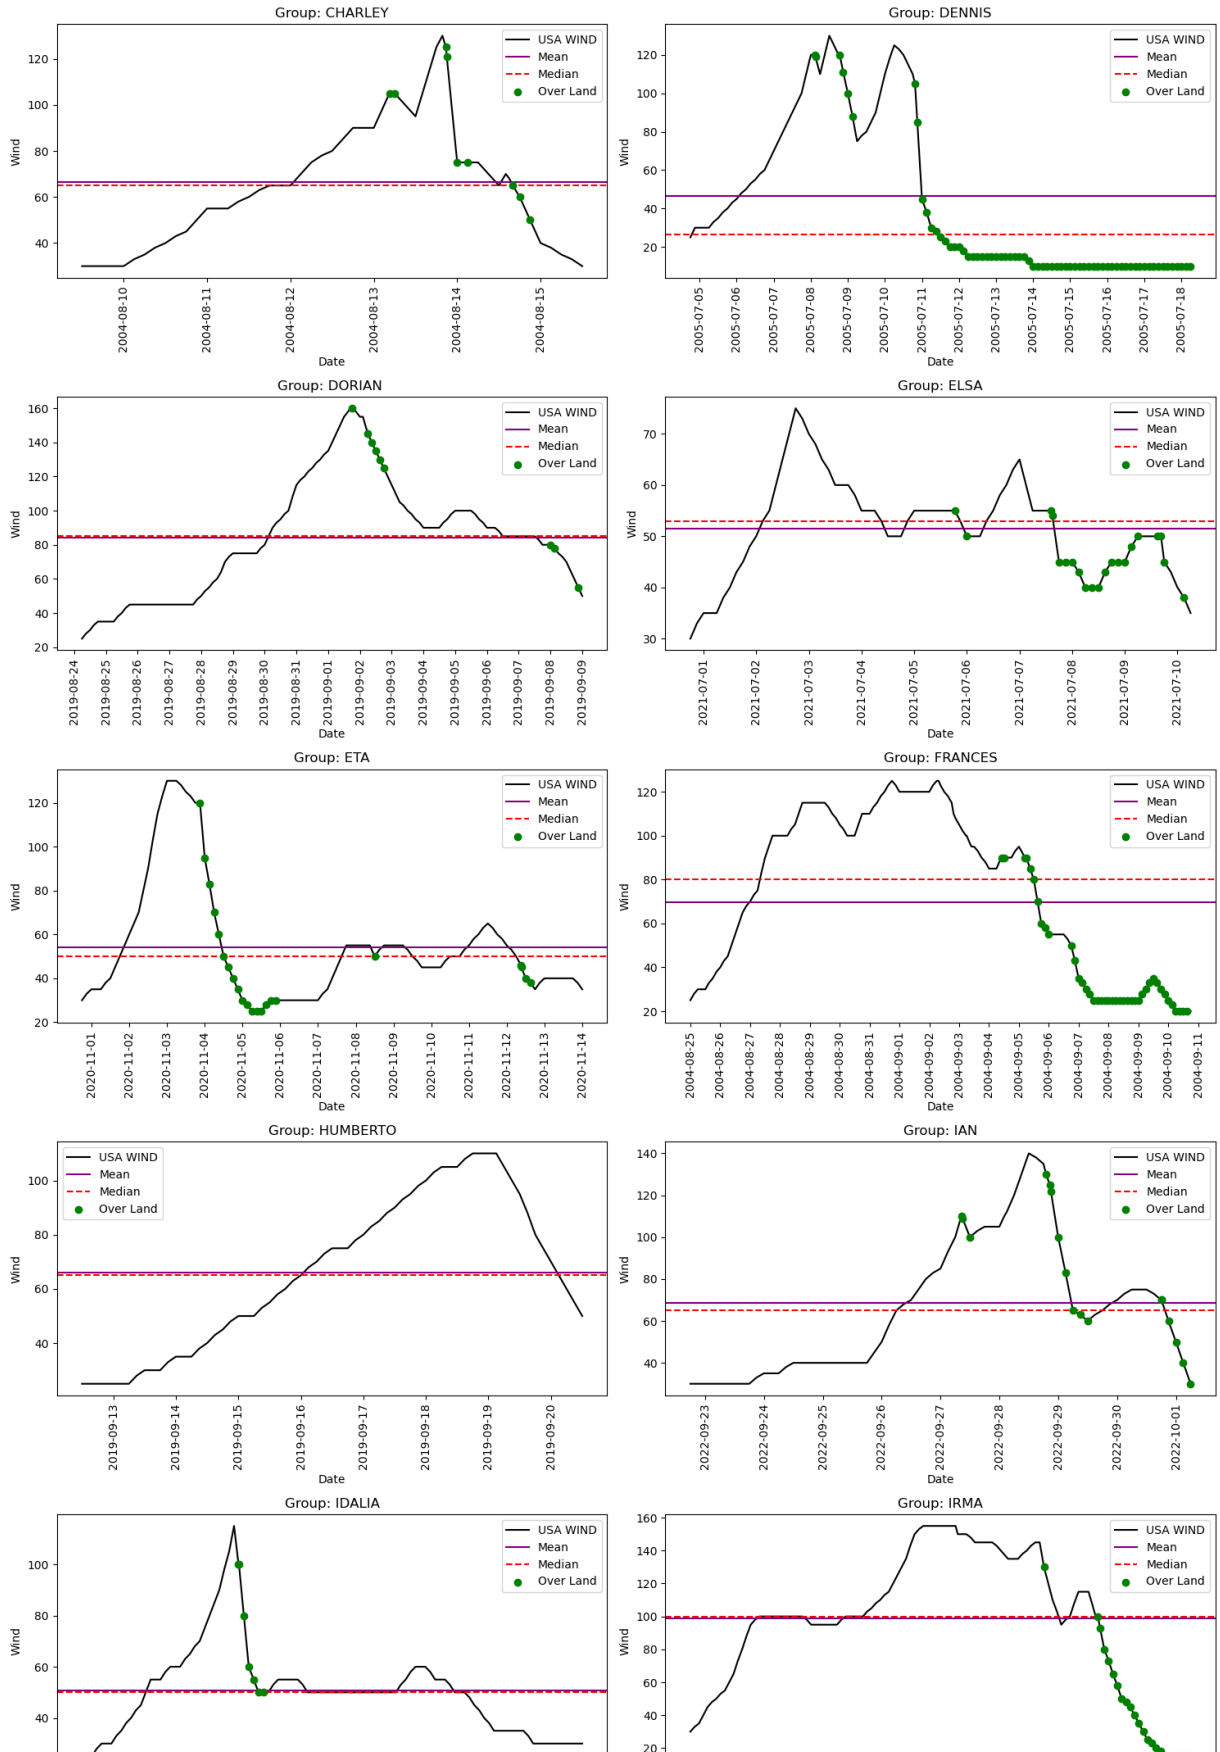 Group: CHARLEY
Wind
120
100
80
60
40
USA WIND
Mean
Median
Over Land
2004-08-10
2004-08-11
2004-08-12
2004-08-13
2004-08-14
2004-08-15
Date
Group: DENNIS
Wind
120
100
80
60
40
20
USA WIND
Mean
Median
Over Land
2005-07-05
2005-07-06
2005-07-07
2005-07-08
2005-07-09
2005-07-10
2005-07-11
2005-07-12
2005-07-13
2005-07-14
2005-07-15
2005-07-16
2005-07-17
2005-07-18
Date
Group: DORIAN
Wind
160
140
120
100
80
60
40
20
USA WIND
Mean
Median
Over Land
2019-08-24
2019-08-25
2019-08-26
2019-08-27
2019-08-28
2019-08-29
2019-08-30
2019-08-31
2019-09-01
2019-09-02
2019-09-03
2019-09-04
2019-09-05
2019-09-06
2019-09-07
2019-09-08
2019-09-09
Date
Group: ELSA
Wind
70
60
50
40
30
USA WIND
Mean
Median
Over Land
2021-07-01
2021-07-02
2021-07-03
2021-07-04
2021-07-05
2021-07-06
2021-07-07
2021-07-08
2021-07-09
2021-07-10
Date
Group: ETA
Wind
120
100
80
60
40
20
USA WIND
Mean
Median
Over Land
2020-11-01
2020-11-02
2020-11-03
2020-11-04
2020-11-05
2020-11-06
2020-11-07
2020-11-08
2020-11-09
2020-11-10
2020-11-11
2020-11-12
2020-11-13
2020-11-14
Date
Group: FRANCES
Wind
120
100
80
60
40
20
USA WIND
Mean
Median
Over Land
2004-08-25
2004-08-26
2004-08-27
2004-08-28
2004-08-29
2004-08-30
2004-08-31
2004-09-01
2004-09-02
2004-09-03
2004-09-04
2004-09-05
2004-09-06
2004-09-07
2004-09-08
2004-09-09
2004-09-10
2004-09-11
Date
Group: HUMBERTO
Wind
100
80
60
40
USA WIND
Mean
Median
Over Land
2019-09-13
2019-09-14
2019-09-15
2019-09-16
2019-09-17
2019-09-18
2019-09-19
2019-09-20
Date
Group: IAN
Wind
140
120
100
80
60
40
USA WIND
Mean
Median
Over Land
2022-09-23
2022-09-24
2022-09-25
2022-09-26
2022-09-27
2022-09-28
2022-09-29
2022-09-30
2022-10-01
Date
Group: IDALIA
Wind
100
80
60
40
USA WIND
Mean
Median
Over Land
Group: IRMA
Wind
160
140
120
100
80
60
40
20
USA WIND
Mean
Median
Over Land